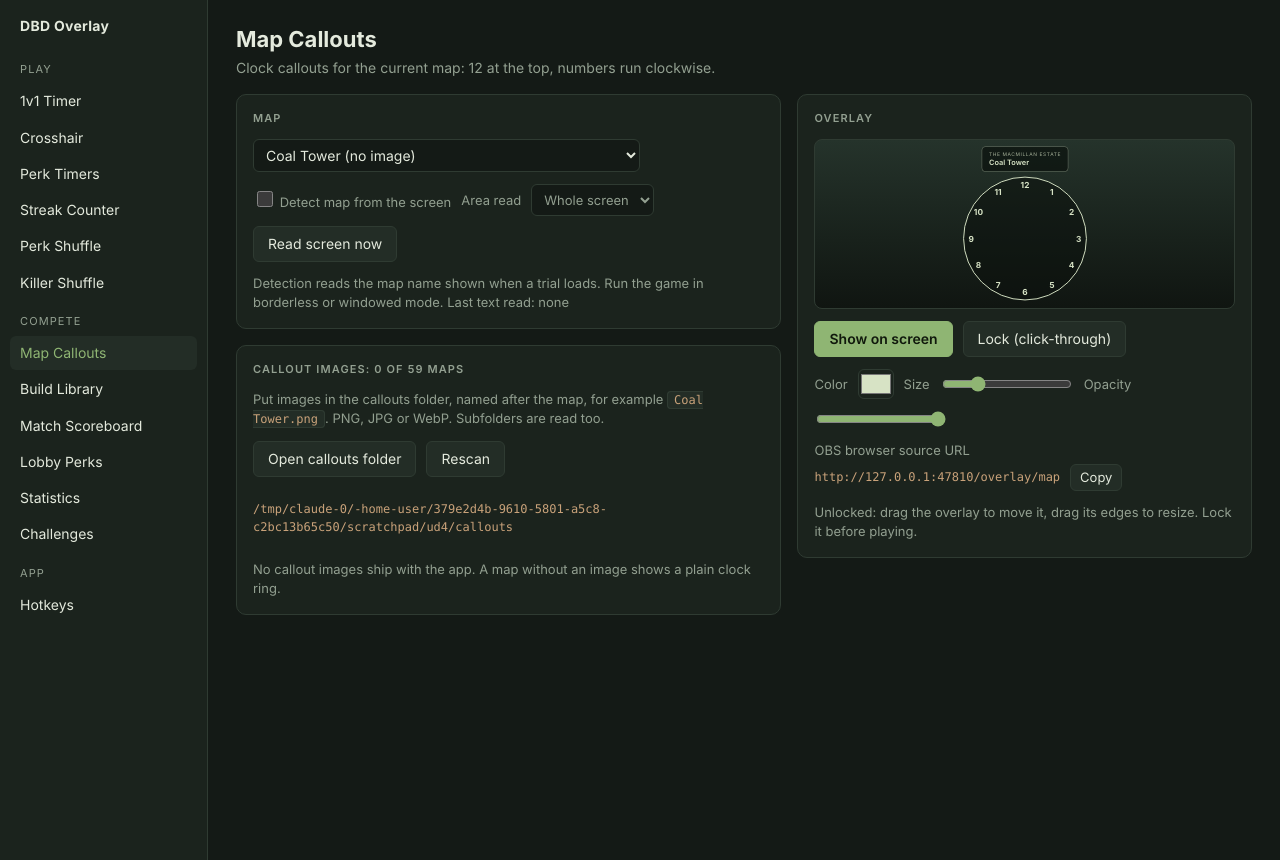 DBD Overlay
PLAY
1v1 Timer
Crosshair
Perk Timers
Streak Counter
Perk Shuffle
Killer Shuffle
COMPETE
Map Callouts
Build Library
Match Scoreboard
Lobby Perks
Statistics
Challenges
APP
Hotkeys
Map Callouts
Clock callouts for the current map: 12 at the top, numbers run clockwise.
MAP
Coal Tower (no image)
Detect map from the screen Area read Whole screen
Read screen now
Detection reads the map name shown when a trial loads. Run the game in
borderless or windowed mode. Last text read: none
CALLOUT IMAGES: 0 OF 59 MAPS
Put images in the callouts folder, named after the map, for example Coal
Tower.png . PNG, JPG or WebP. Subfolders are read too.
Open callouts folder Rescan
/tmp/claude-0/-home-user/379e2d4b-9610-5801-a5c8-
c2bc13b65c50/scratchpad/ud4/callouts
No callout images ship with the app. A map without an image shows a plain clock
ring.
OVERLAY
THE MACMILLAN ESTATE
Coal Tower
12
11 1
10 2
9 3
8 4
7 5
6
Show on screen Lock (click-through)
Color Size Opacity
OBS browser source URL
http://127.0.0.1:47810/overlay/map Copy
Unlocked: drag the overlay to move it, drag its edges to resize. Lock
it before playing.